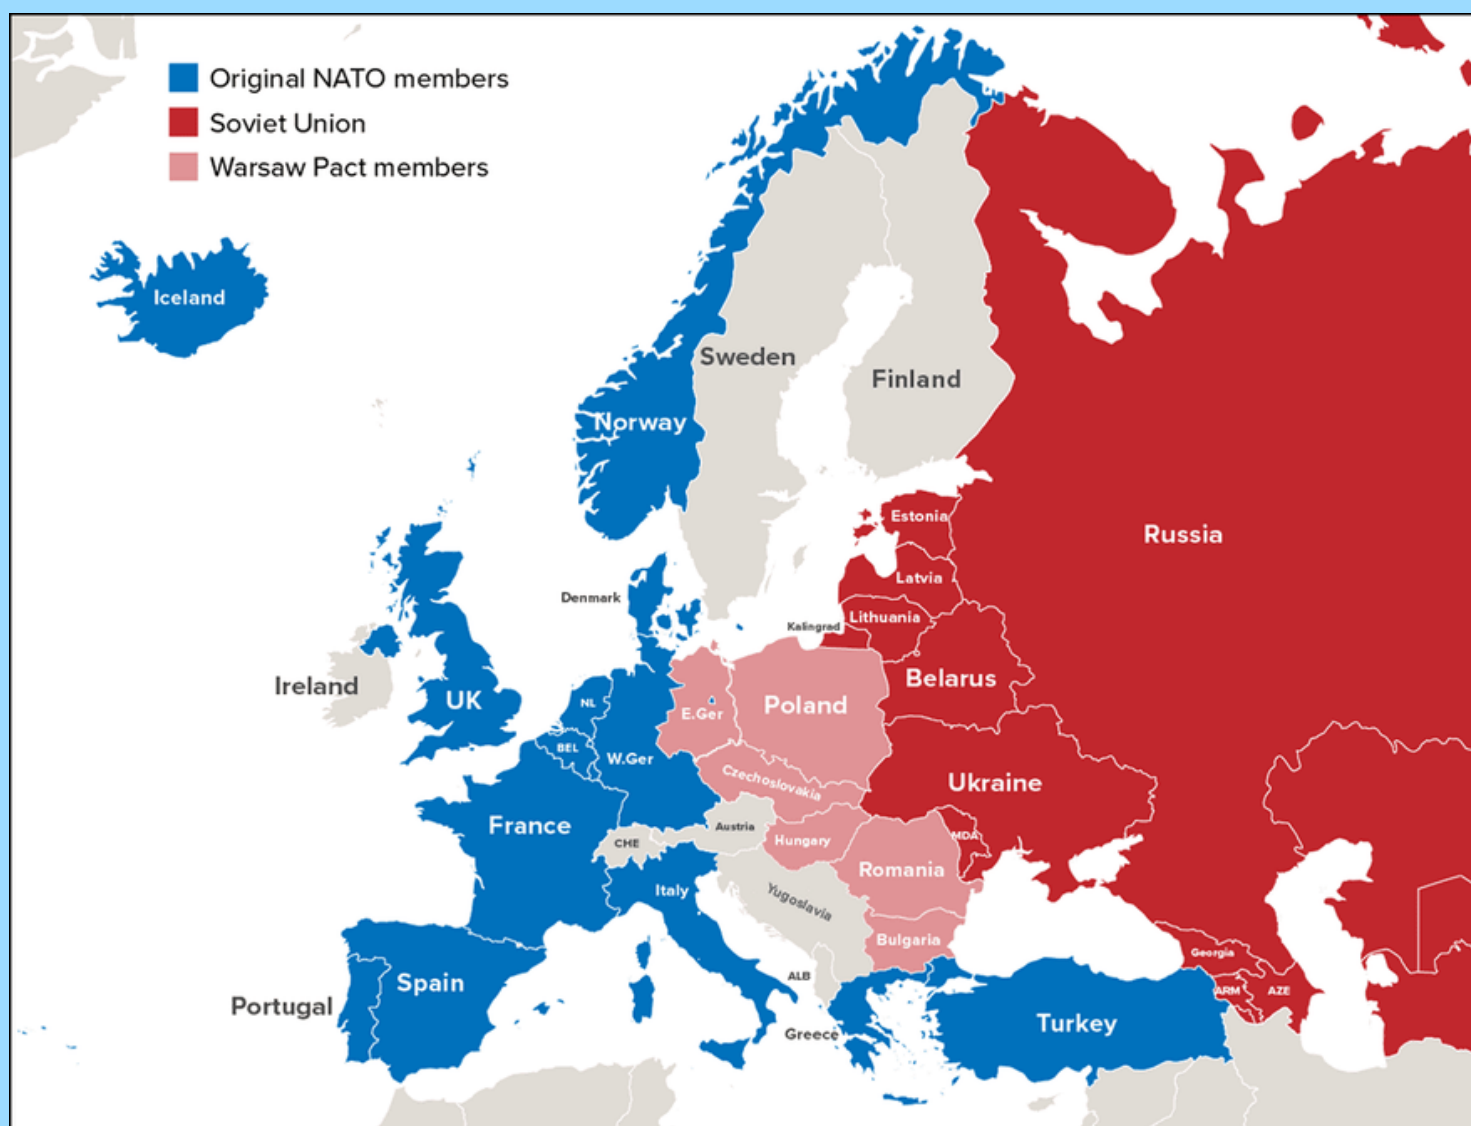 Original NATO members
Soviet Union
Warsaw Pact members
Iceland
Sweden
Finland
Norway
Estonia
Russia
Latvia
Denmark
Lithuania
Kalingrad
Belarus
Ireland
UK
NL
Poland
E.Ger
BEL
W.Ger
Czechoslovakia
Ukraine
France
Austria
MDA
CHE
Hungary
Romania
Italy
Yugoslavia
Bulgaria
Georgia
Spain
ALB
ARM
AZE
Portugal
Turkey
Greece